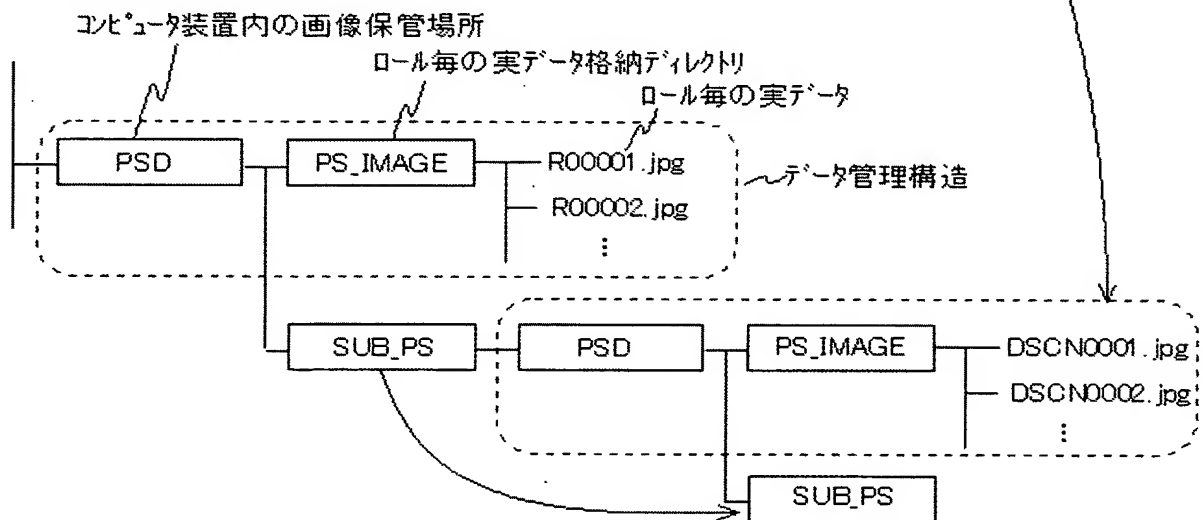 コンピュータ装置内の画像保管場所
ロール毎の実データ格納ディレクトリ
ロール毎の実データ
PSD
PS_IMAGE
R00001.jpg
データ管理構造
R00002.jpg
⋮
SUB_PS
PSD
PS_IMAGE
DSCN0001.jpg
DSCN0002.jpg
⋮
SUB_PS